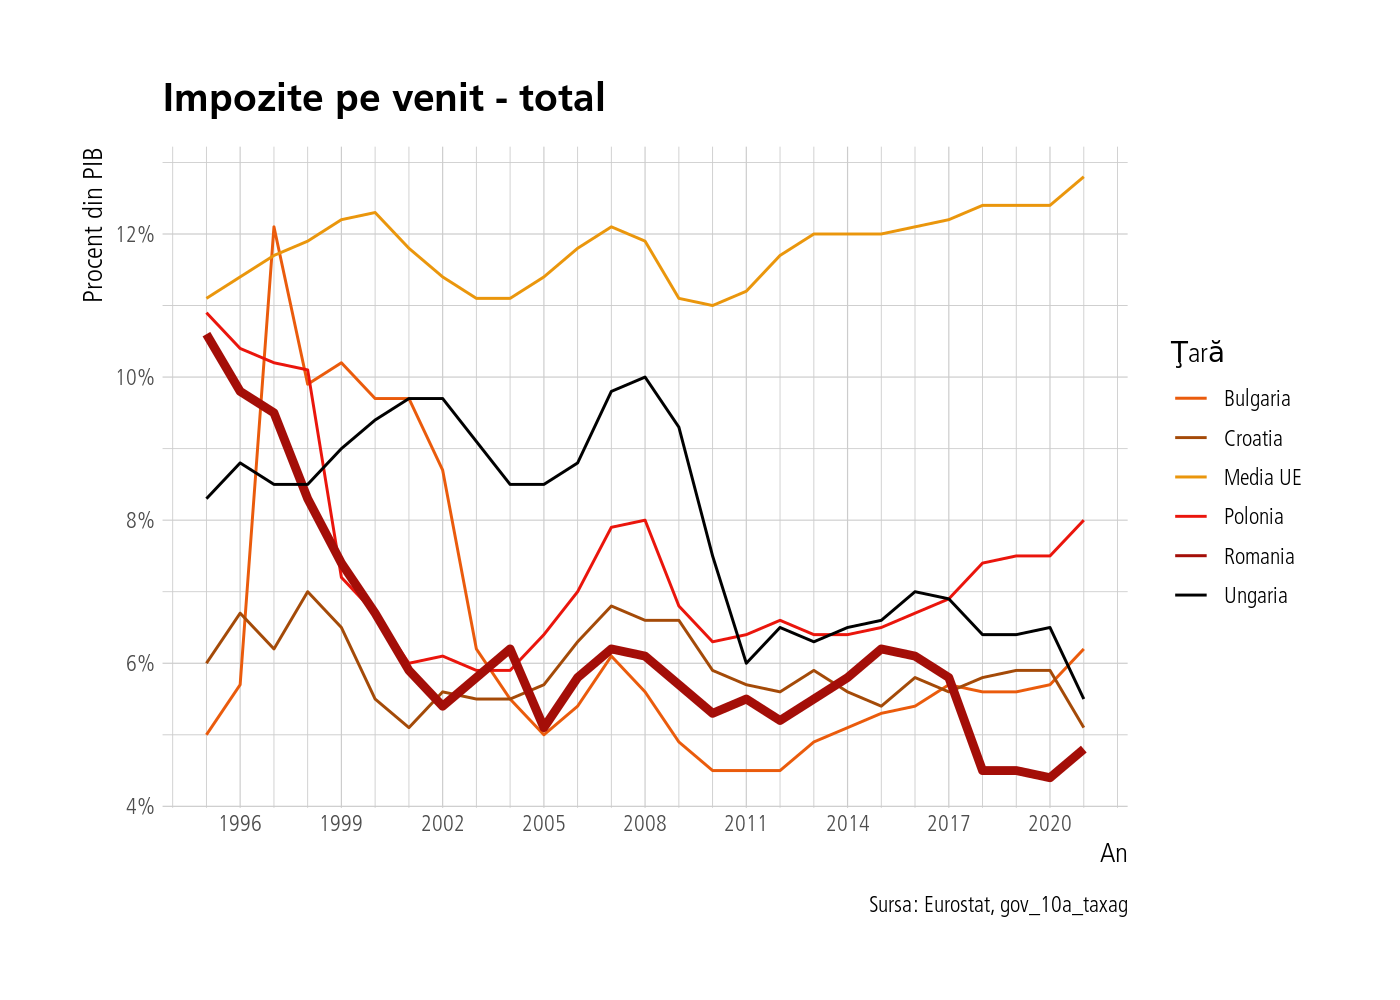 Impozite pe venit - total
Procent din PIB
12%
10%
8%
6%
4%
1996 1999 2002 2005 2008 2011 2014 2017 2020
An
Ţară
Bulgaria
Croatia
Media UE
Polonia
Romania
Ungaria
Sursa: Eurostat, gov_10a_taxag